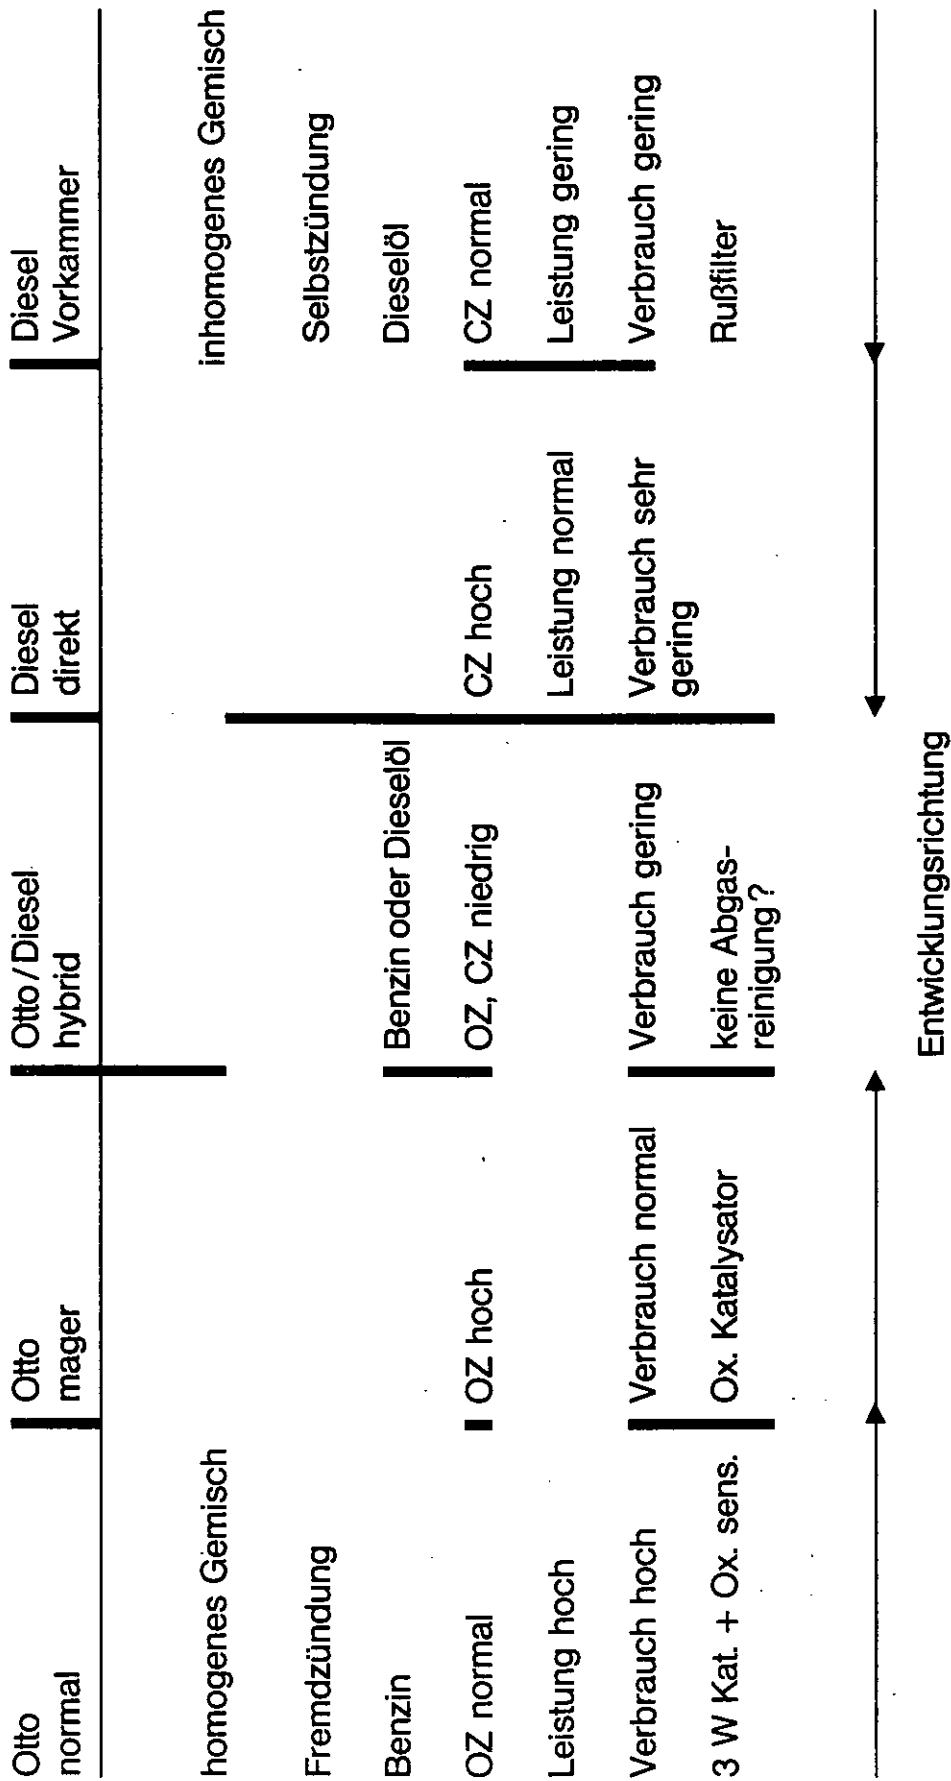 Otto
normal
Otto
mager
Otto/Diesel
hybrid
Diesel
direkt
Diesel
Vorkammer
homogenes Gemisch
inhomogenes Gemisch
Fremdzündung
Selbstzündung
Benzin
Benzin oder Dieselöl
Dieselöl
OZ normal
OZ hoch
OZ, CZ niedrig
CZ hoch
CZ normal
Leistung hoch
Leistung normal
Leistung gering
Verbrauch hoch
Verbrauch normal
Verbrauch gering
Verbrauch sehr
gering
Verbrauch gering
3 W Kat. + Ox. sens.
Ox. Katalysator
keine Abgas-
reinigung?
Rußfilter
Entwicklungsrichtung